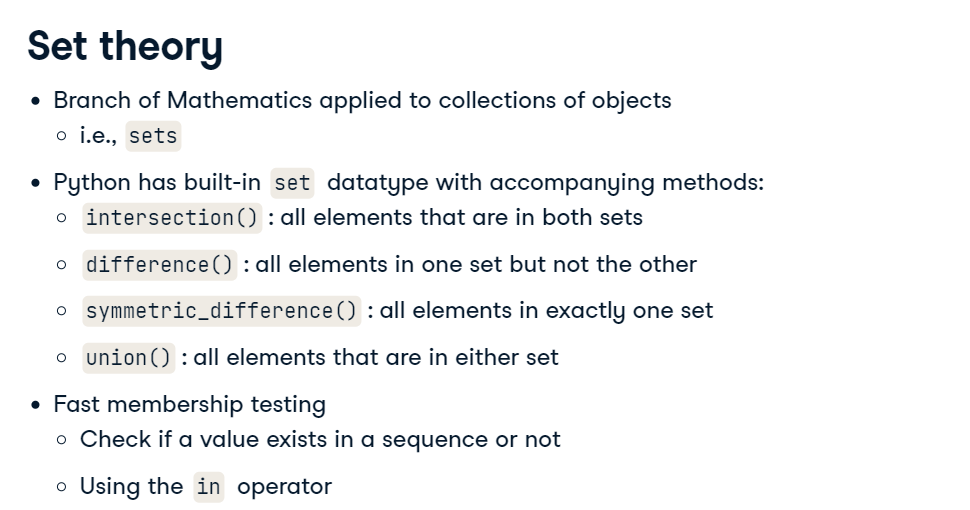 Set theory
• Branch of Mathematics applied to collections of objects
○ i.e., sets
• Python has built-in set datatype with accompanying methods:
○ intersection() : all elements that are in both sets
○ difference() : all elements in one set but not the other
○ symmetric_difference() : all elements in exactly one set
○ union() : all elements that are in either set
• Fast membership testing
○ Check if a value exists in a sequence or not
○ Using the in operator